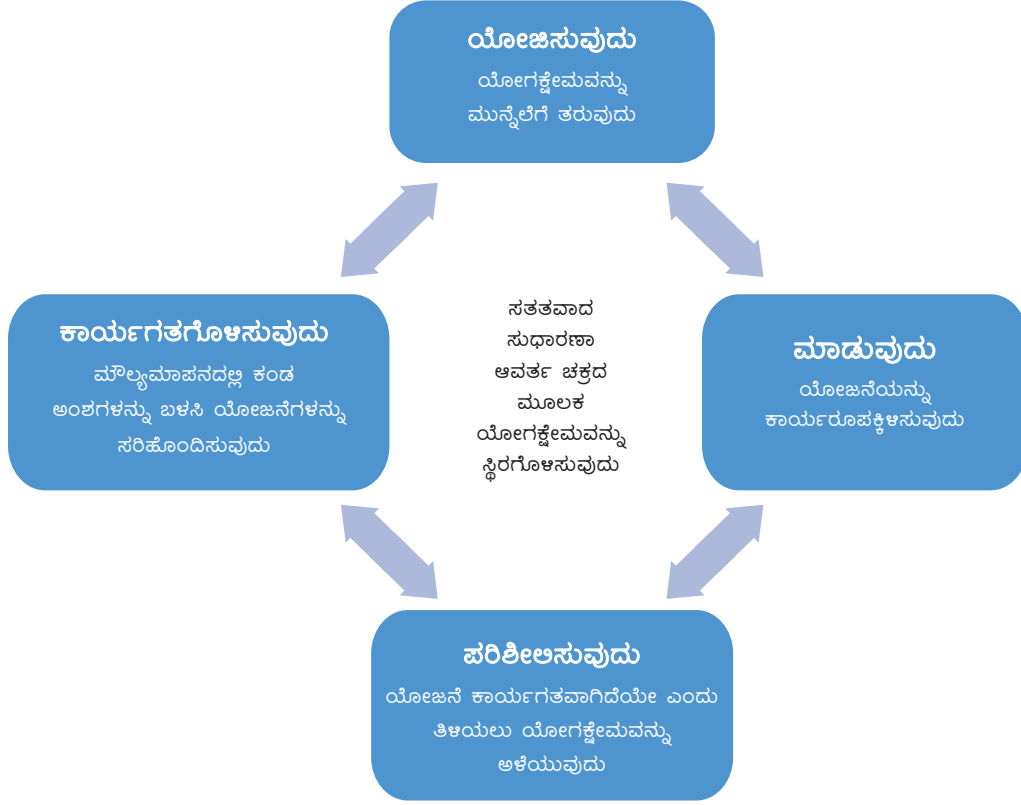 ಯೋಜಿಸುವುದು
ಯೋಗಕ್ಷೇಮವನ್ನು
ಮುನ್ನೆಲೆಗೆ ತರುವುದು
ಕಾರ್ಯಗತಗೊಳಿಸುವುದು
ಮೌಲ್ಯಮಾಪನದಲ್ಲಿ ಕಂಡ
ಅಂಶಗಳನ್ನು ಬಳಸಿ ಯೋಜನೆಗಳನ್ನು
ಸರಿಹೊಂದಿಸುವುದು
ಸತತವಾದ
ಸುಧಾರಣಾ
ಆವರ್ತ ಚಕ್ರದ
ಮೂಲಕ
ಯೋಗಕ್ಷೇಮವನ್ನು
ಸ್ಥಿರಗೊಳಿಸುವುದು
ಮಾಡುವುದು
ಯೋಜನೆಯನ್ನು
ಕಾರ್ಯರೂಪಕ್ಕಿಳಿಸುವುದು
ಪರಿಶೀಲಿಸುವುದು
ಯೋಜನೆ ಕಾರ್ಯಗತವಾಗಿದೆಯೇ ಎಂದು
ತಿಳಿಯಲು ಯೋಗಕ್ಷೇಮವನ್ನು
ಅಳೆಯುವುದು